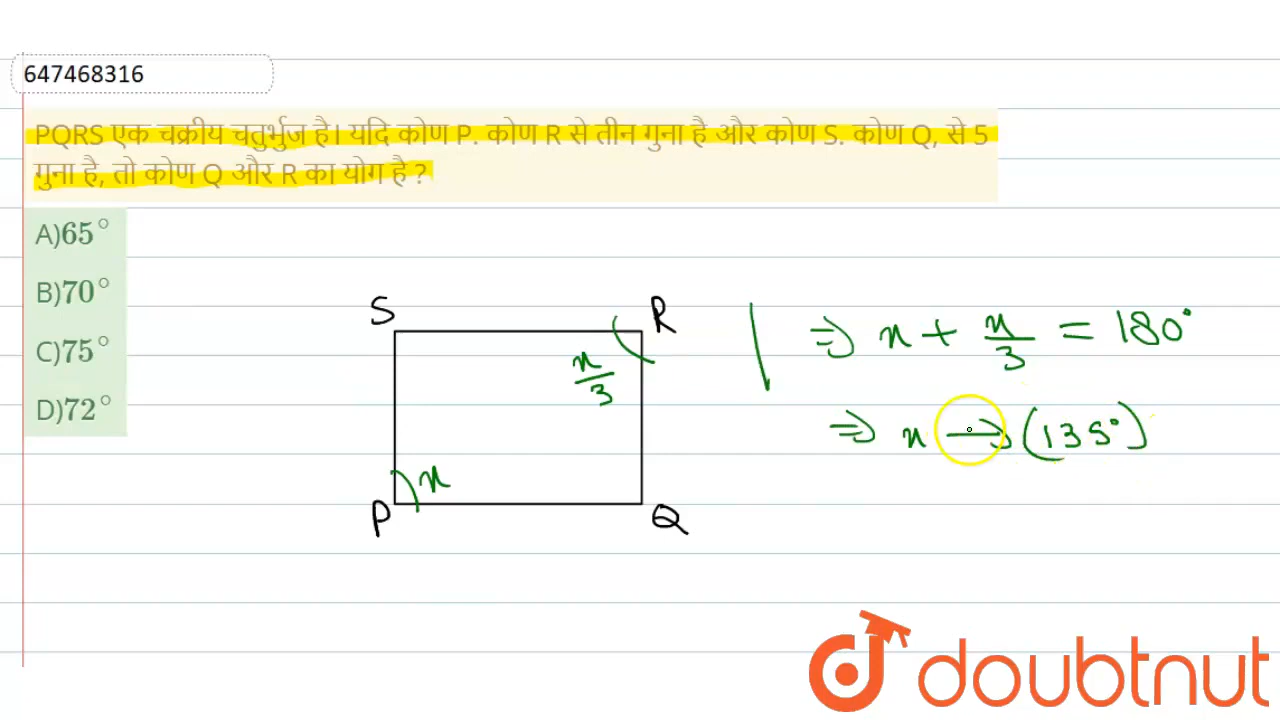 647468316
PQRS एक चक्रीय चतुर्भुज है। यदि कोण P. कोण R से तीन गुना है और कोण S. कोण Q, से 5
गुना है, तो कोण Q और R का योग है ?
A)65°
B)70°
C)75°
D)72°
S
R
x/3
x
P
Q
⇒ x + x/3 = 180°
⇒ x → (135°)
doubtnut